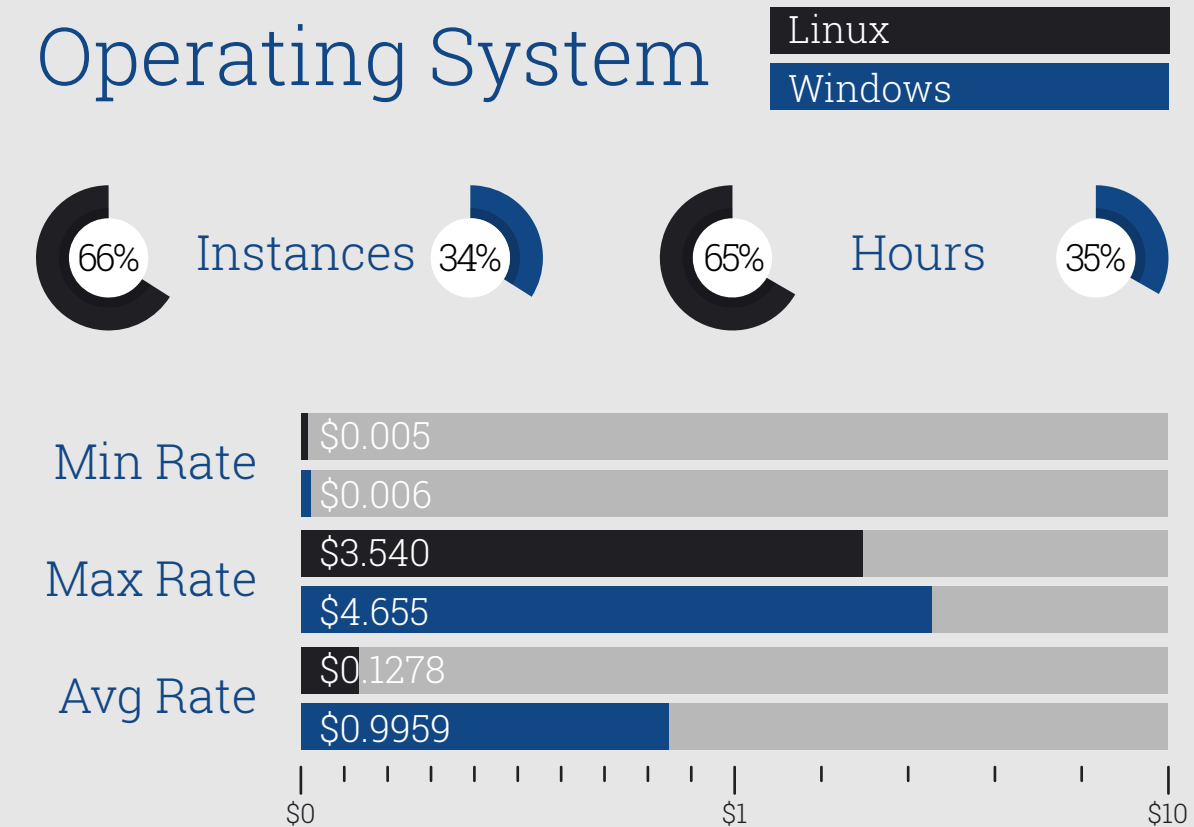 Operating System
Linux
Windows
66%
Instances
34%
65%
Hours
35%
Min Rate
$0.005
$0.006
Max Rate
$3.540
$4.655
Avg Rate
$0.1278
$0.9959
$0
$1
$10